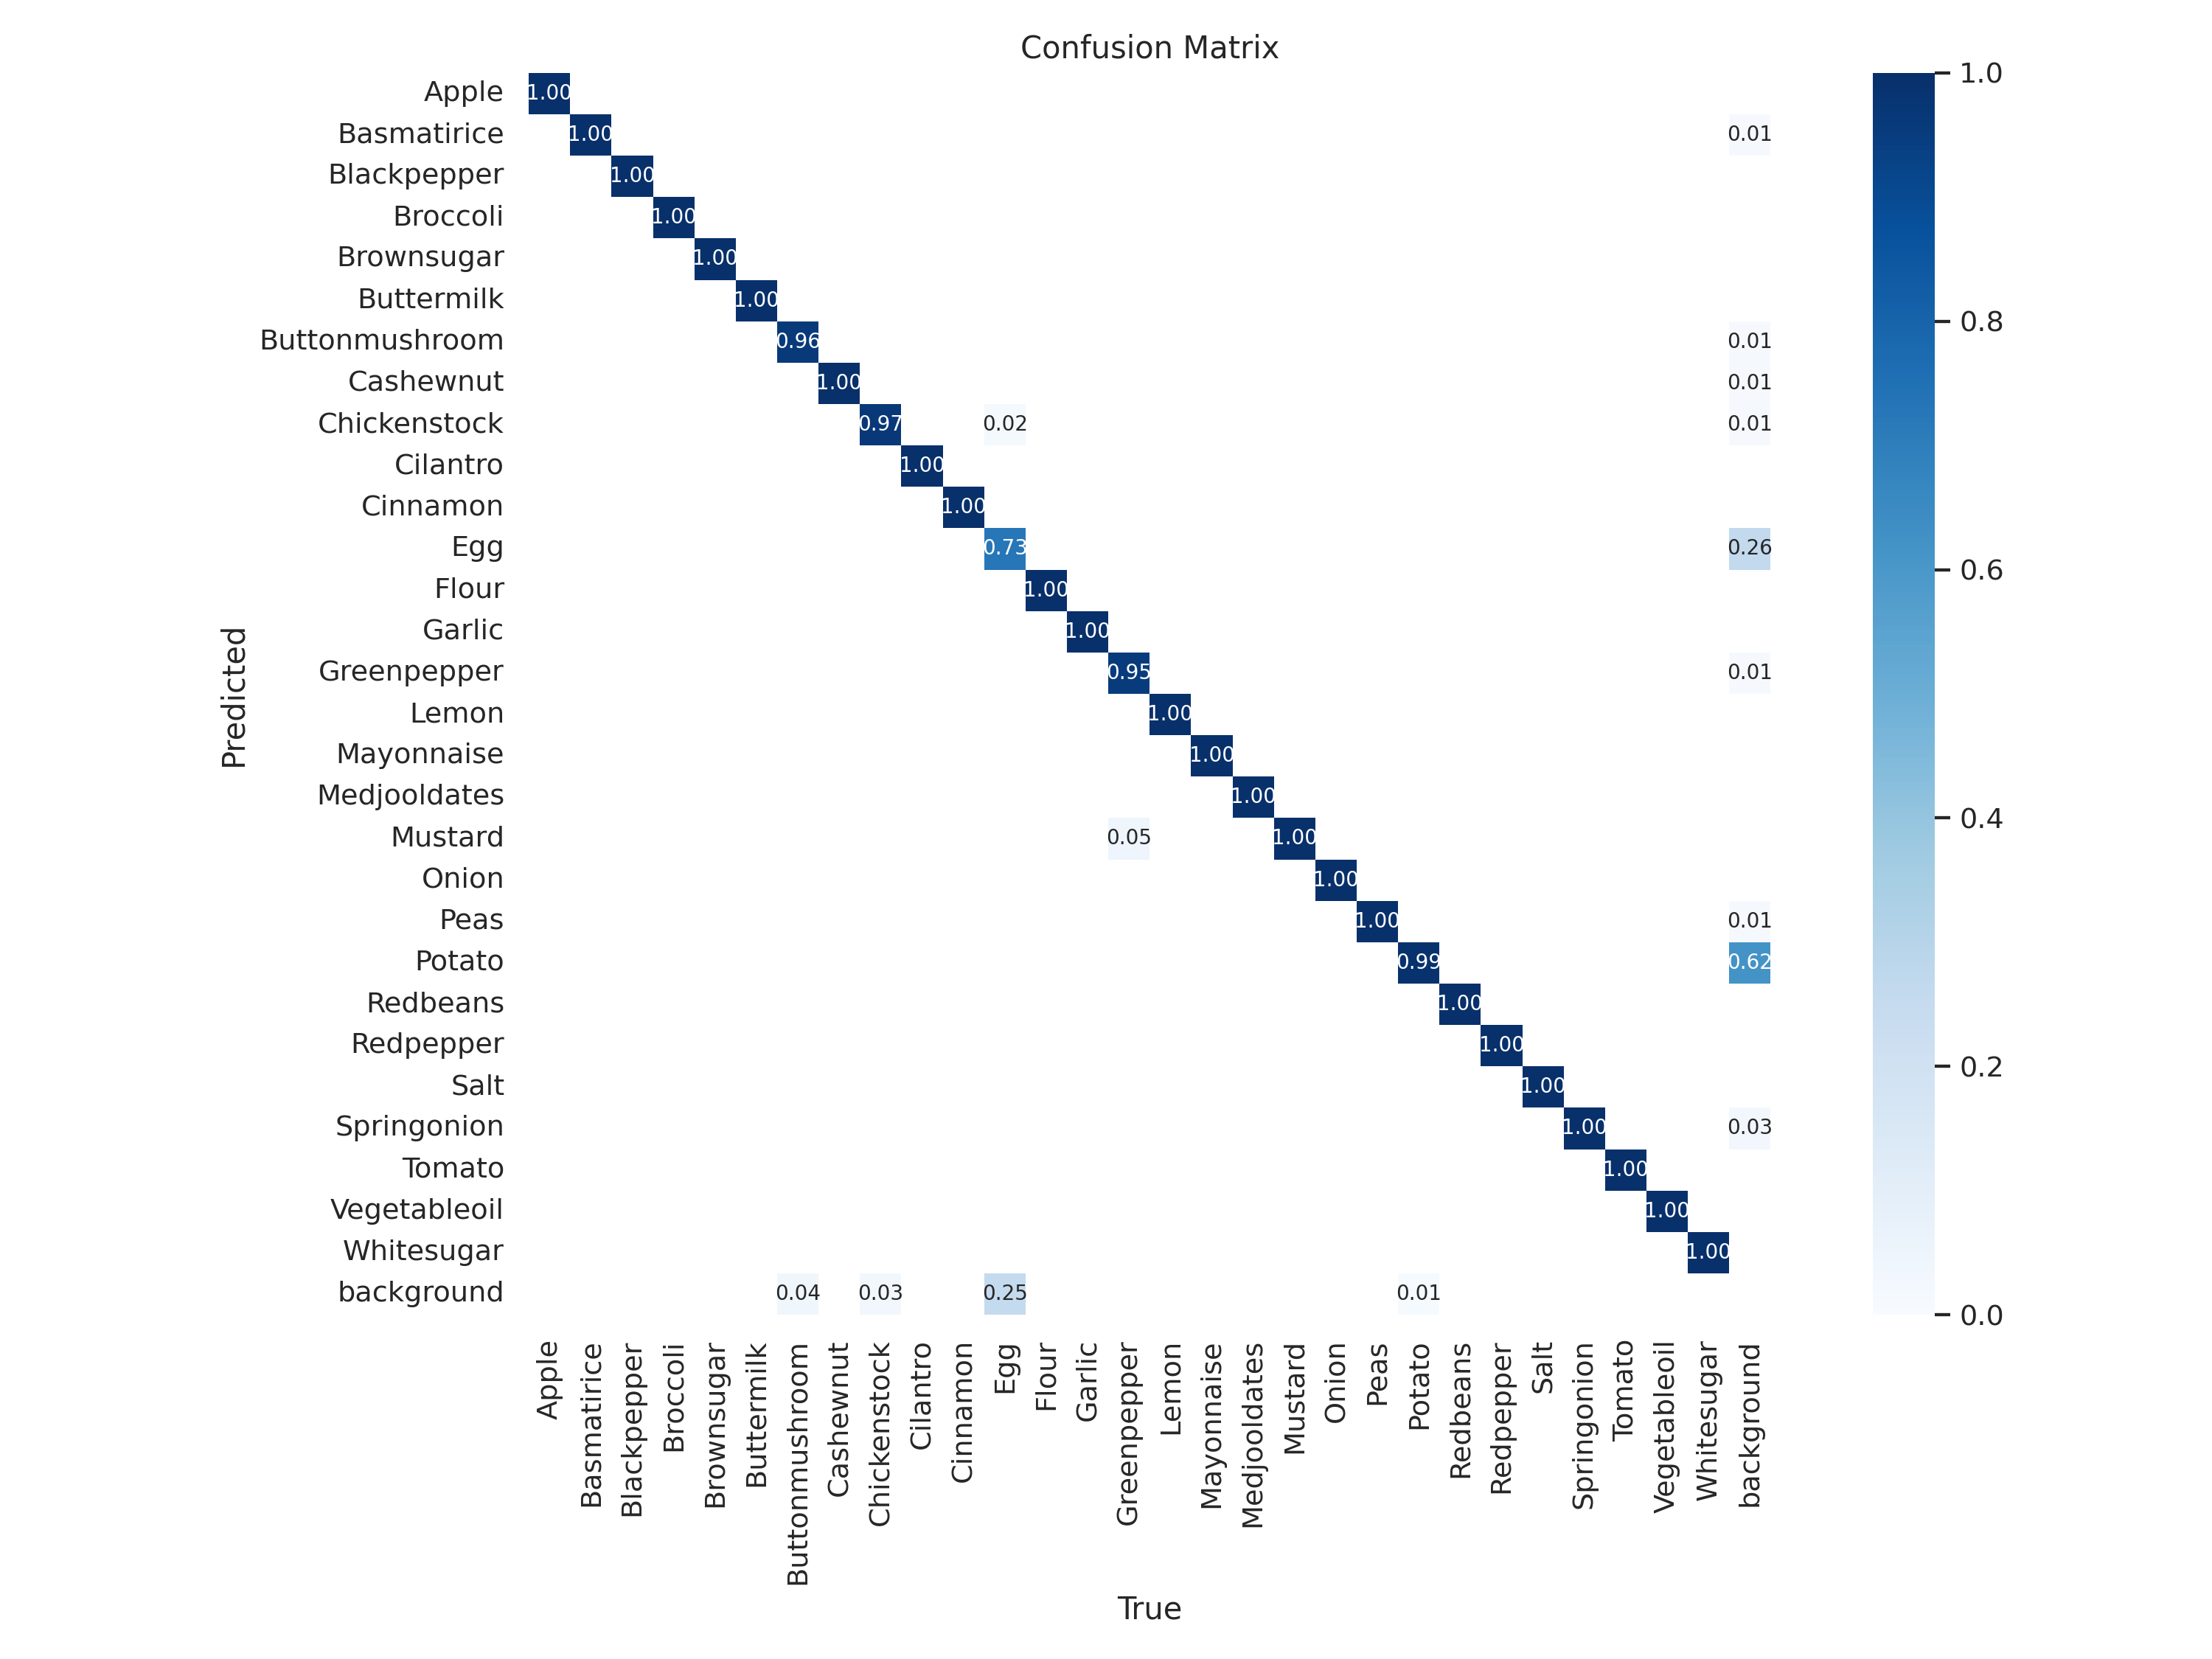 Confusion Matrix
Apple 1.00
Basmatirice 1.00 0.01
Blackpepper 1.00
Broccoli 1.00
Brownsugar 1.00
Buttermilk 1.00
Buttonmushroom 0.96 0.01
Cashewnut 1.00 0.01
Chickenstock 0.97 0.02 0.01
Cilantro 1.00
Cinnamon 1.00
Egg 0.73 0.26
Flour 1.00
Garlic 1.00
Greenpepper 0.95 0.01
Lemon 1.00
Mayonnaise 1.00
Medjooldates 1.00
Mustard 0.05 1.00
Onion 1.00
Peas 1.00 0.01
Potato 0.99 0.62
Redbeans 1.00
Redpepper 1.00
Salt 1.00
Springonion 1.00 0.03
Tomato 1.00
Vegetableoil 1.00
Whitesugar 1.00
background 0.04 0.03 0.25 0.01
Predicted
Apple
Basmatirice
Blackpepper
Broccoli
Brownsugar
Buttermilk
Buttonmushroom
Cashewnut
Chickenstock
Cilantro
Cinnamon
Egg
Flour
Garlic
Greenpepper
Lemon
Mayonnaise
Medjooldates
Mustard
Onion
Peas
Potato
Redbeans
Redpepper
Salt
Springonion
Tomato
Vegetableoil
Whitesugar
background
True
1.0
0.8
0.6
0.4
0.2
0.0